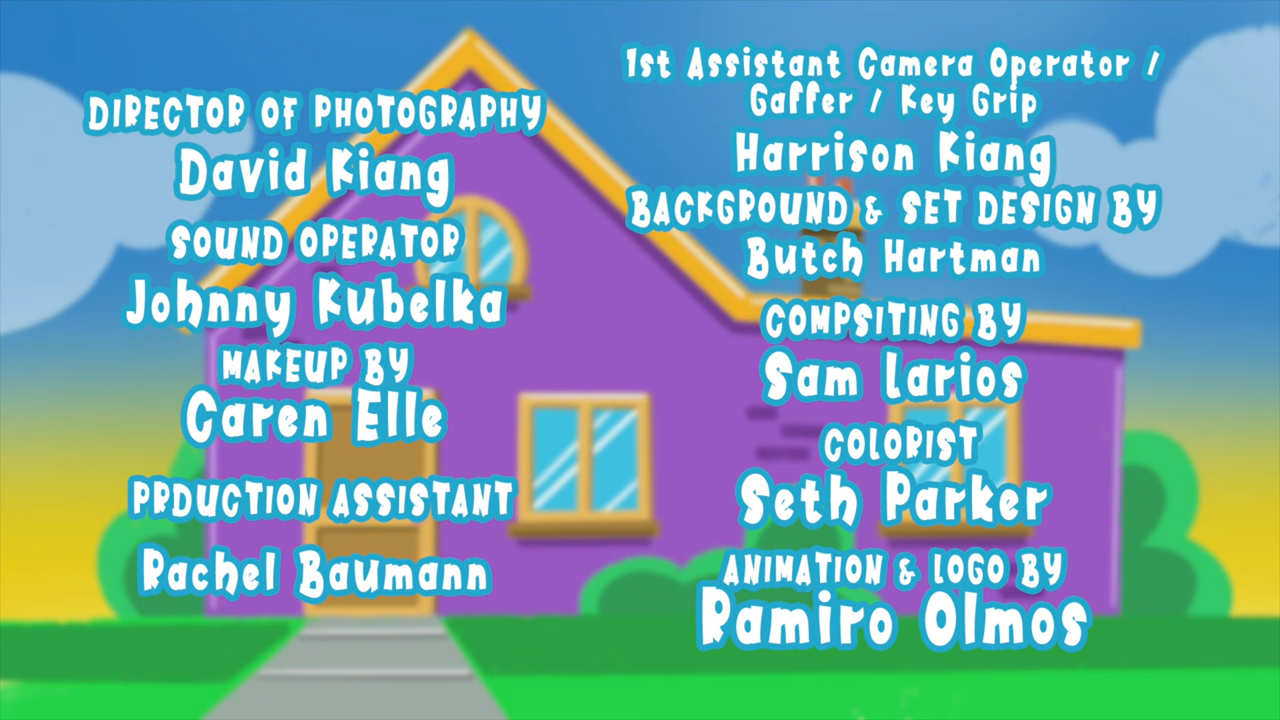 DIRECTOR OF PHOTOGRAPHY
David Kiang
SOUND OPERATOR
Johnny Kubelka
MAKEUP BY
Caren Elle
PRDUCTION ASSISTANT
Rachel Baumann
1st Assistant Camera Operator /
Gaffer / Key Grip
Harrison Kiang
BACKGROUND & SET DESIGN BY
Butch Hartman
COMPSITING BY
Sam Larios
COLORIST
Seth Parker
ANIMATION & LOGO BY
Ramiro Olmos